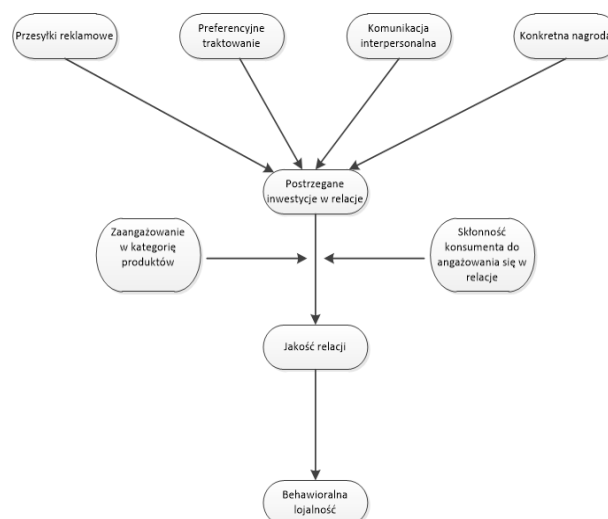 Przesyłki reklamowe
Preferencyjne
traktowanie
Komunikacja
interpersonalna
Konkretna nagroda
Postrzegane
inwestycje w relacje
Zaangażowanie
w kategorię
produktów
Skłonność
konsumenta do
angażowania się w
relacje
Jakość relacji
Behawioralna
lojalność